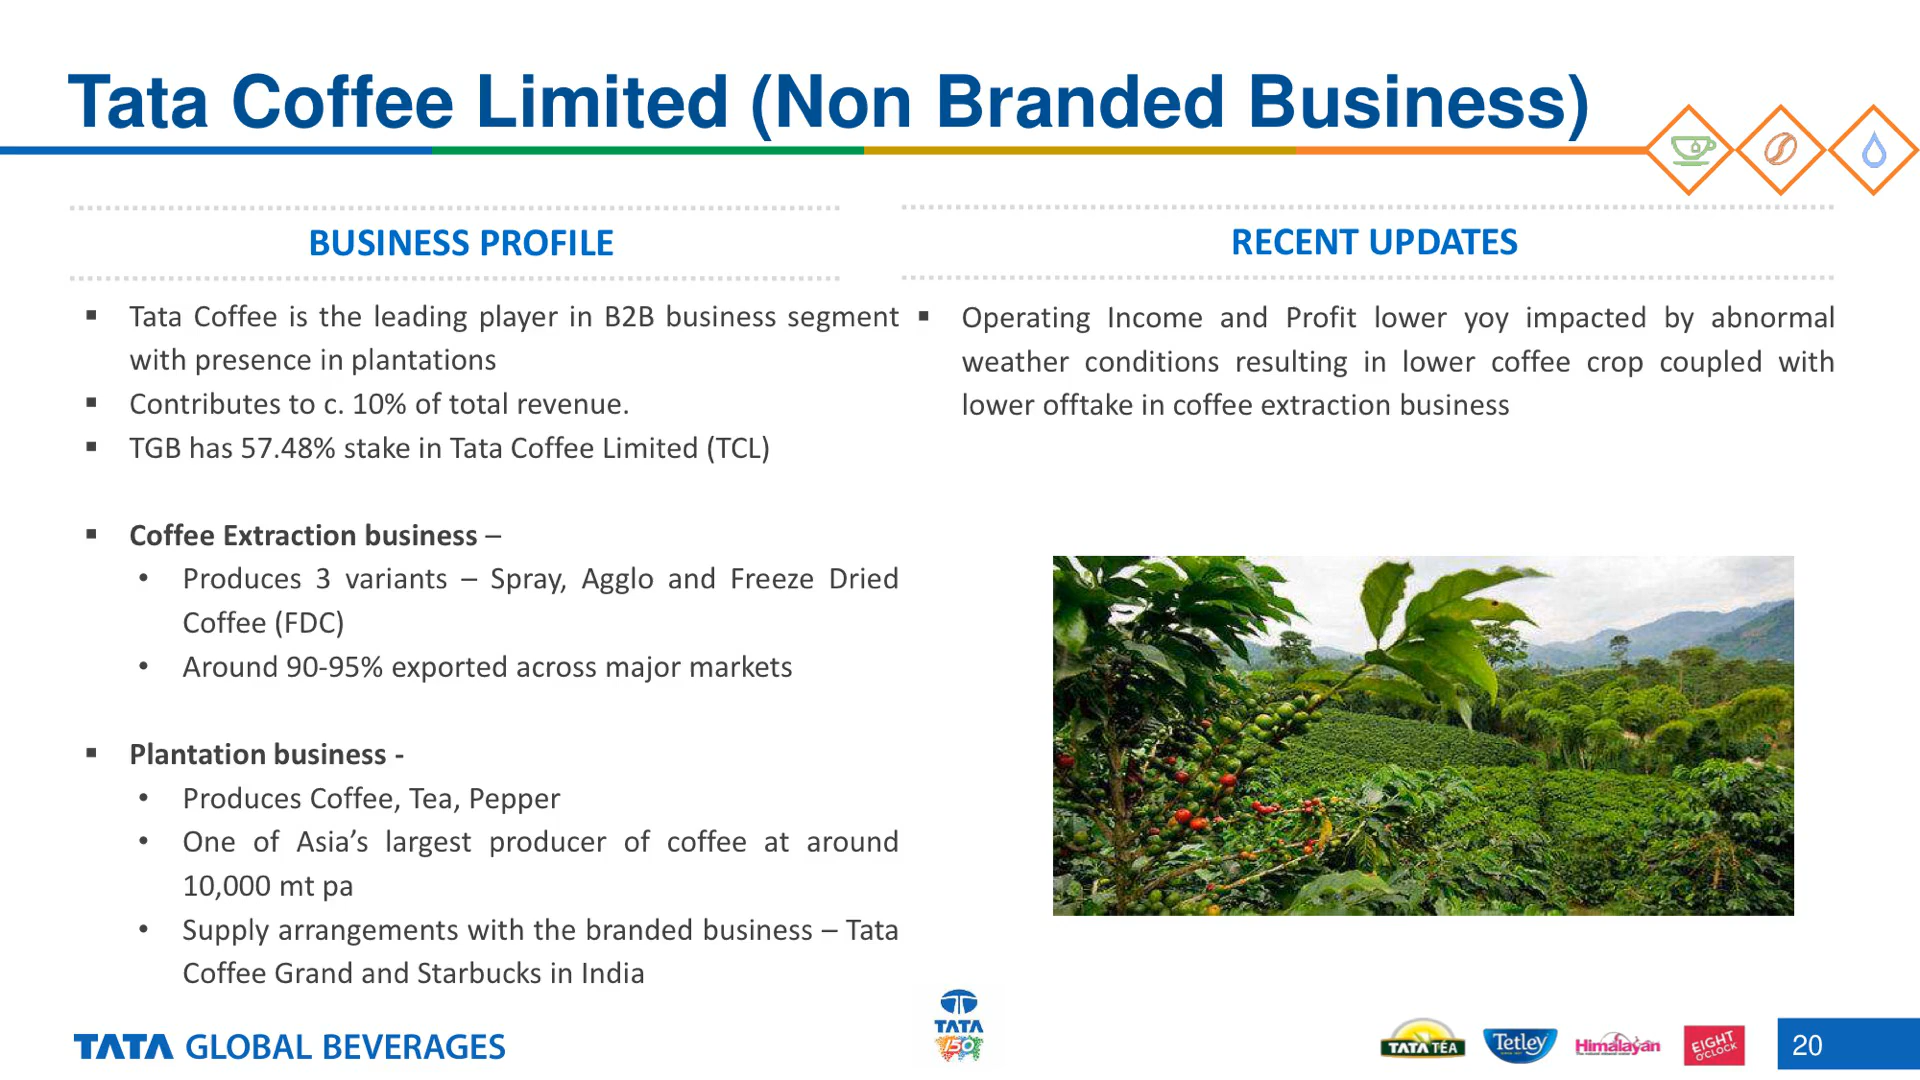 Tata Coffee Limited (Non Branded Business)
BUSINESS PROFILE
▪ Tata Coffee is the leading player in B2B business segment
with presence in plantations
▪ Contributes to c. 10% of total revenue.
▪ TGB has 57.48% stake in Tata Coffee Limited (TCL)
▪ Coffee Extraction business –
• Produces 3 variants – Spray, Agglo and Freeze Dried
Coffee (FDC)
• Around 90-95% exported across major markets
▪ Plantation business -
• Produces Coffee, Tea, Pepper
• One of Asia’s largest producer of coffee at around
10,000 mt pa
• Supply arrangements with the branded business – Tata
Coffee Grand and Starbucks in India
RECENT UPDATES
▪ Operating Income and Profit lower yoy impacted by abnormal
weather conditions resulting in lower coffee crop coupled with
lower offtake in coffee extraction business
TATA GLOBAL BEVERAGES
TATA
150
TATA TEA
Tetley
Himalayan
EIGHT
O'CLOCK
20